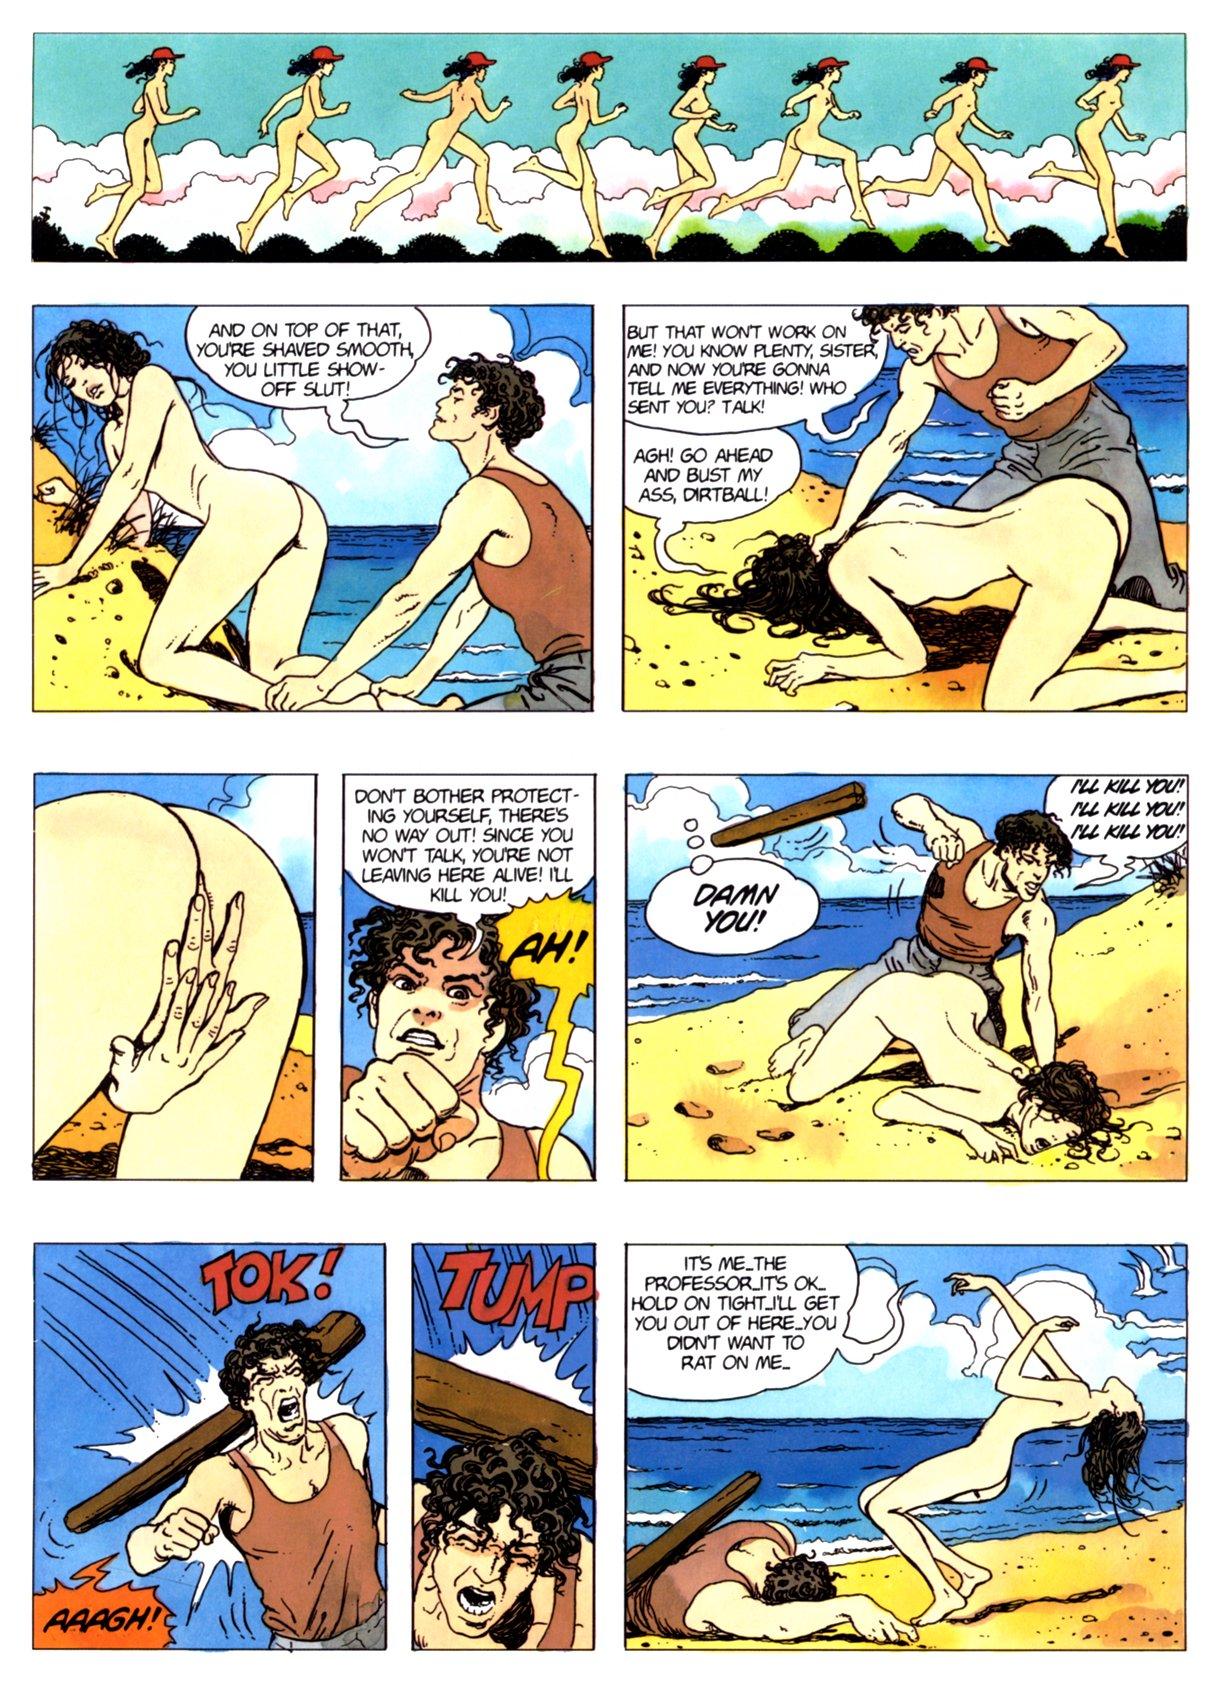 AND ON TOP OF THAT,
YOU'RE SHAVED SMOOTH,
YOU LITTLE SHOW-
OFF SLUT!
BUT THAT WON'T WORK ON
ME! YOU KNOW PLENTY, SISTER,
AND NOW YOU'RE GONNA
TELL ME EVERYTHING! WHO
SENT YOU? TALK!
AGH! GO AHEAD
AND BUST MY
ASS, DIRTBALL!
DON'T BOTHER PROTECT-
ING YOURSELF, THERE'S
NO WAY OUT! SINCE YOU
WON'T TALK, YOU'RE NOT
LEAVING HERE ALIVE! I'LL
KILL YOU!
AH!
DAMN
YOU!
I'LL KILL YOU!
I'LL KILL YOU!
I'LL KILL YOU!
TOK!
AAAGH!
TUMP
IT'S ME...THE
PROFESSOR...IT'S OK...
HOLD ON TIGHT...I'LL GET
YOU OUT OF HERE...YOU
DIDN'T WANT TO
RAT ON ME...